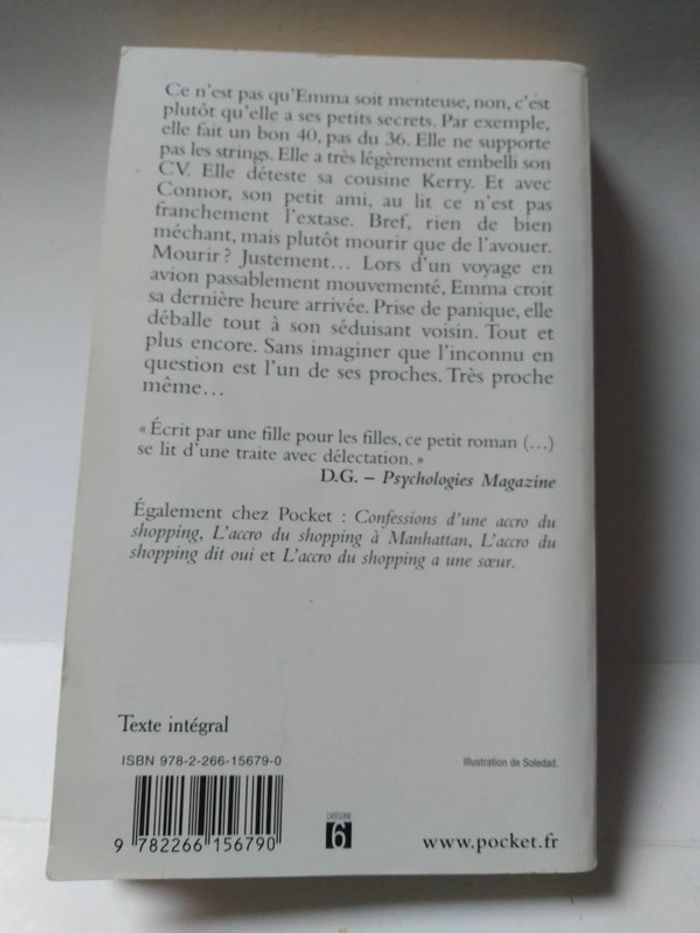 Ce n'est pas qu'Emma soit menteuse, non, c'est
plutôt qu'elle a ses petits secrets. Par exemple,
elle fait un bon 40, pas du 36. Elle ne supporte
pas les strings. Elle a très légèrement embelli son
CV. Elle déteste sa cousine Kerry. Et avec
Connor, son petit ami, au lit ce n'est pas
franchement l'extase. Bref, rien de bien
méchant, mais plutôt mourir que de l'avouer.
Mourir ? Justement... Lors d'un voyage en
avion passablement mouvementé, Emma croit
sa dernière heure arrivée. Prise de panique, elle
déballe tout à son séduisant voisin. Tout et
plus encore. Sans imaginer que l'inconnu en
question est l'un de ses proches. Très proche
même...
« Écrit par une fille pour les filles, ce petit roman (...)
se lit d'une traite avec délectation. »
D.G. – Psychologies Magazine
Également chez Pocket : Confessions d'une accro du
shopping, L'accro du shopping à Manhattan, L'accro du
shopping dit oui et L'accro du shopping a une sœur.
Texte intégral
ISBN 978-2-266-15679-0
Illustration de Soledad.
9 782266 156790
CATÉGORIE
6
www.pocket.fr